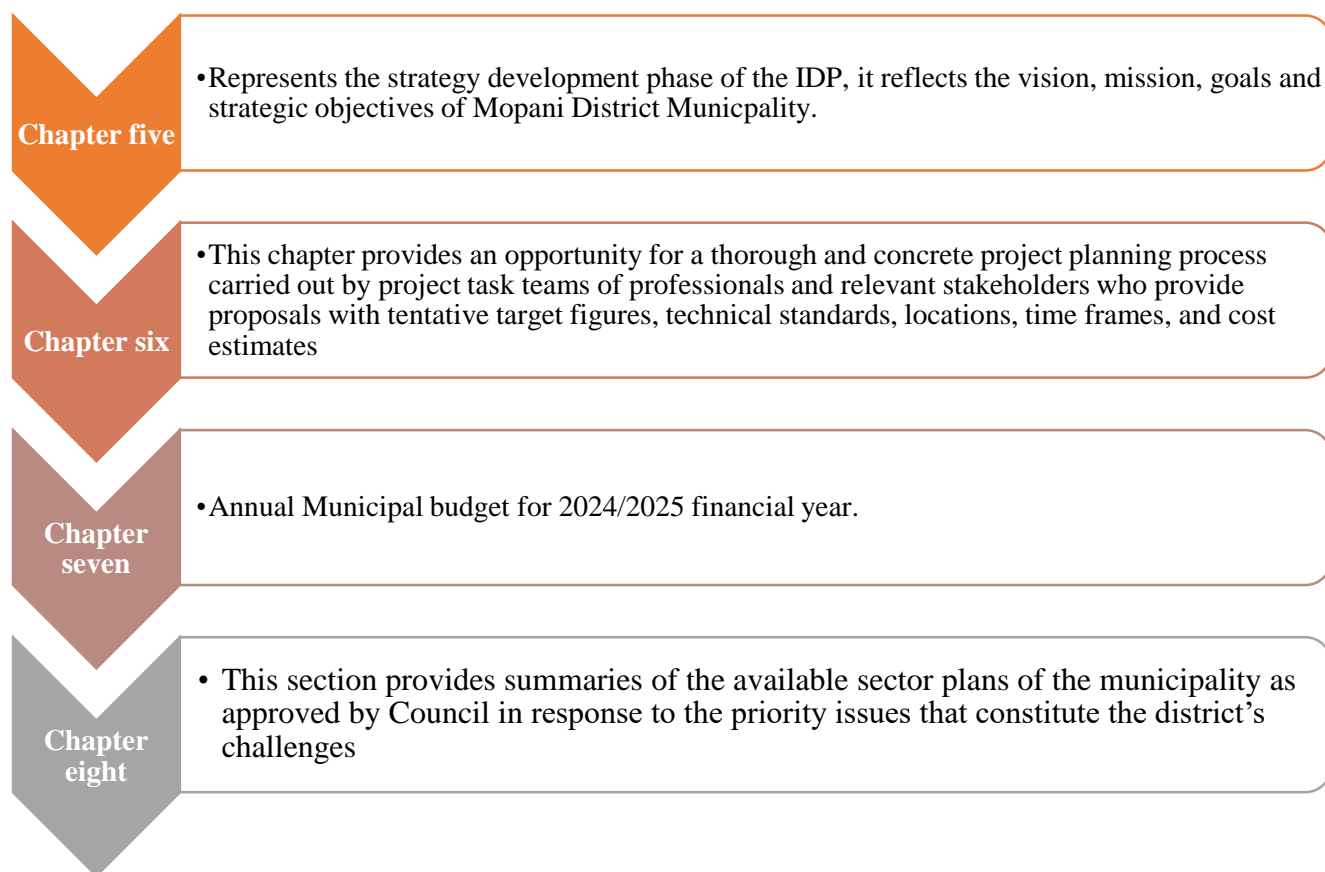 Chapter five
•Represents the strategy development phase of the IDP, it reflects the vision, mission, goals and
strategic objectives of Mopani District Municpality.
Chapter six
•This chapter provides an opportunity for a thorough and concrete project planning process
carried out by project task teams of professionals and relevant stakeholders who provide
proposals with tentative target figures, technical standards, locations, time frames, and cost
estimates
Chapter
seven
•Annual Municipal budget for 2024/2025 financial year.
Chapter
eight
• This section provides summaries of the available sector plans of the municipality as
approved by Council in response to the priority issues that constitute the district’s
challenges